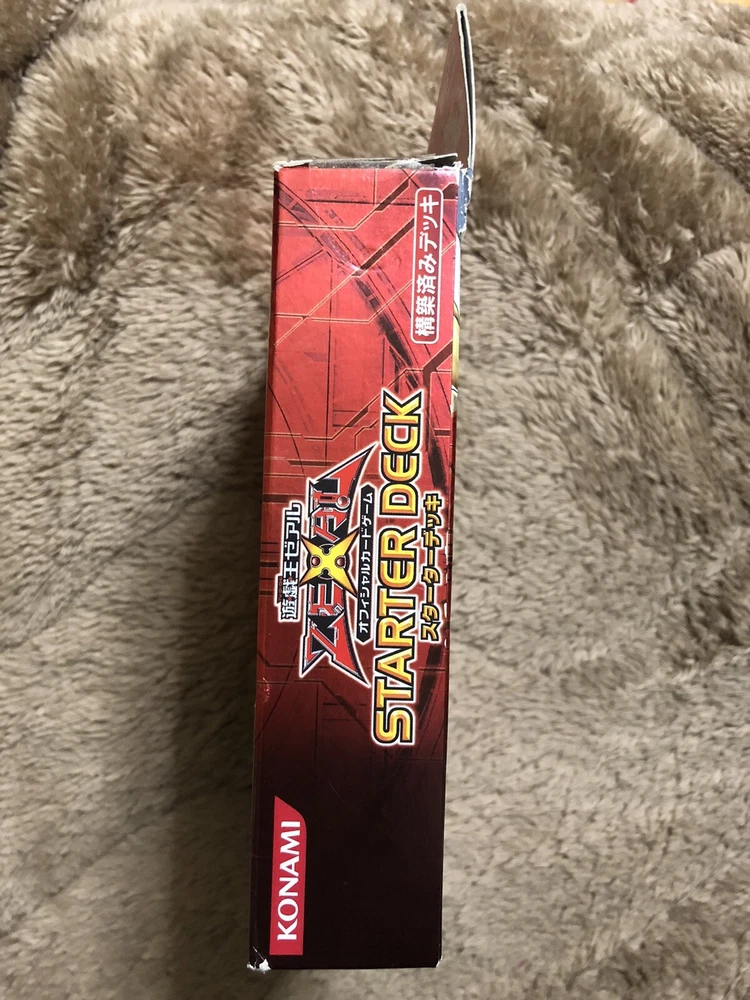 構築済みデッキ
遊戯王ゼアル
ZEXAL
オフィシャルカードゲーム
STARTER DECK
スターターデッキ
KONAMI